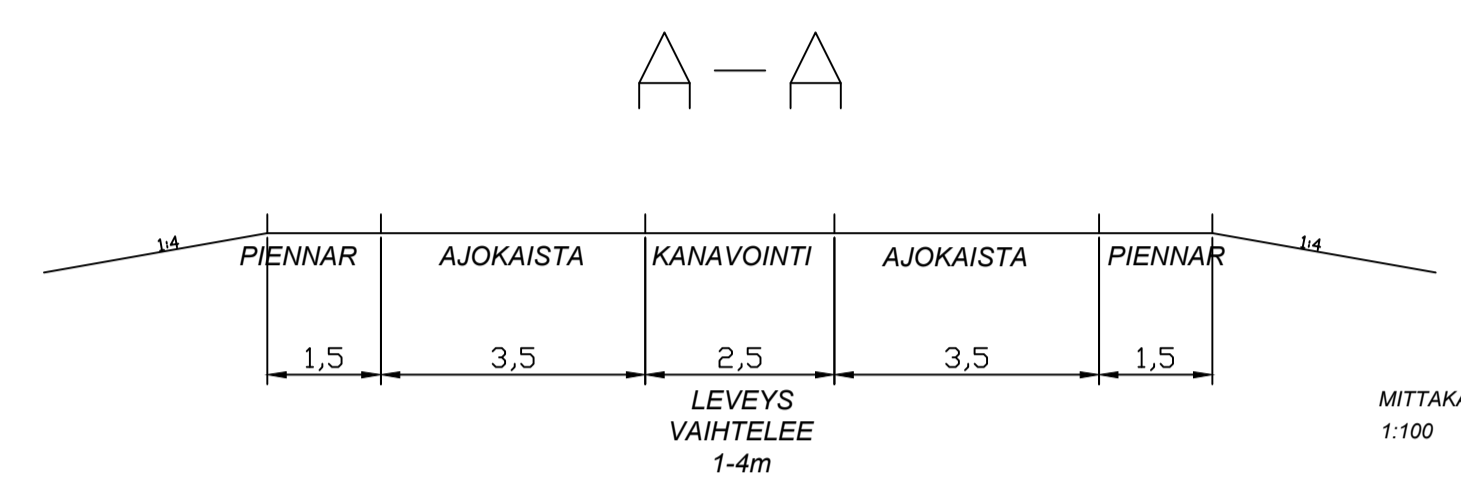 A — A
1:4
1:4
PIENNAR AJOKAISTA KANAVOINTI AJOKAISTA PIENNAR
1,5 3,5 2,5 3,5 1,5
LEVEYS
VAIHTELEE
1-4m
MITTAKA
1:100